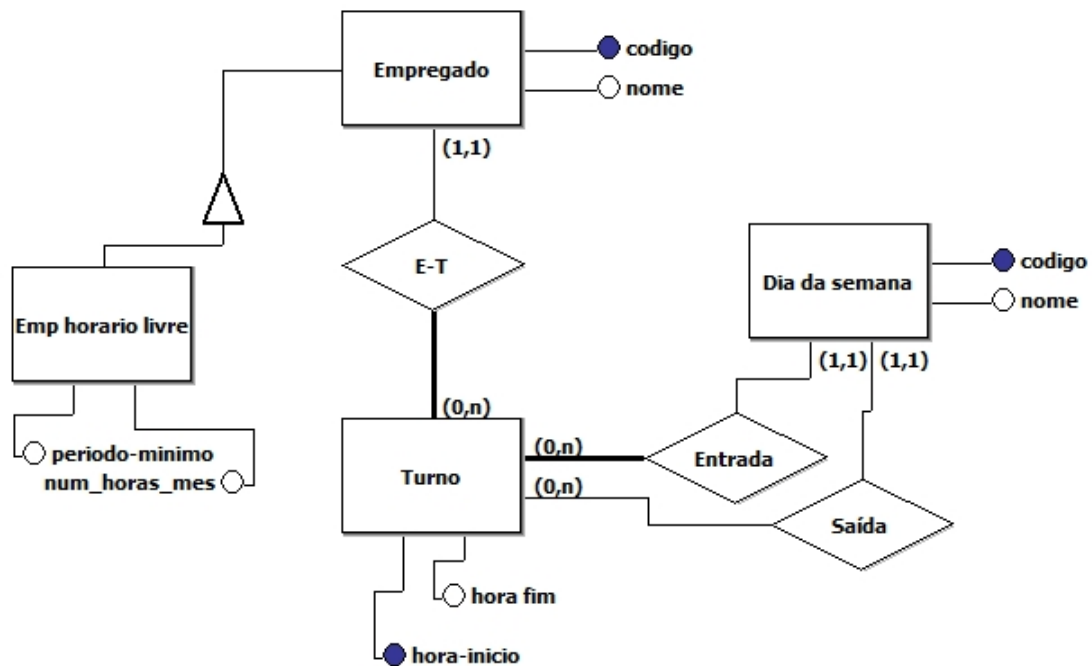 Empregado
codigo
nome
(1,1)
E-T
Dia da semana
codigo
nome
Emp horario livre
(1,1)
(1,1)
(0,n)
(0,n)
Entrada
periodo-minimo
num_horas_mes
Turno
(0,n)
Saída
hora fim
hora-inicio